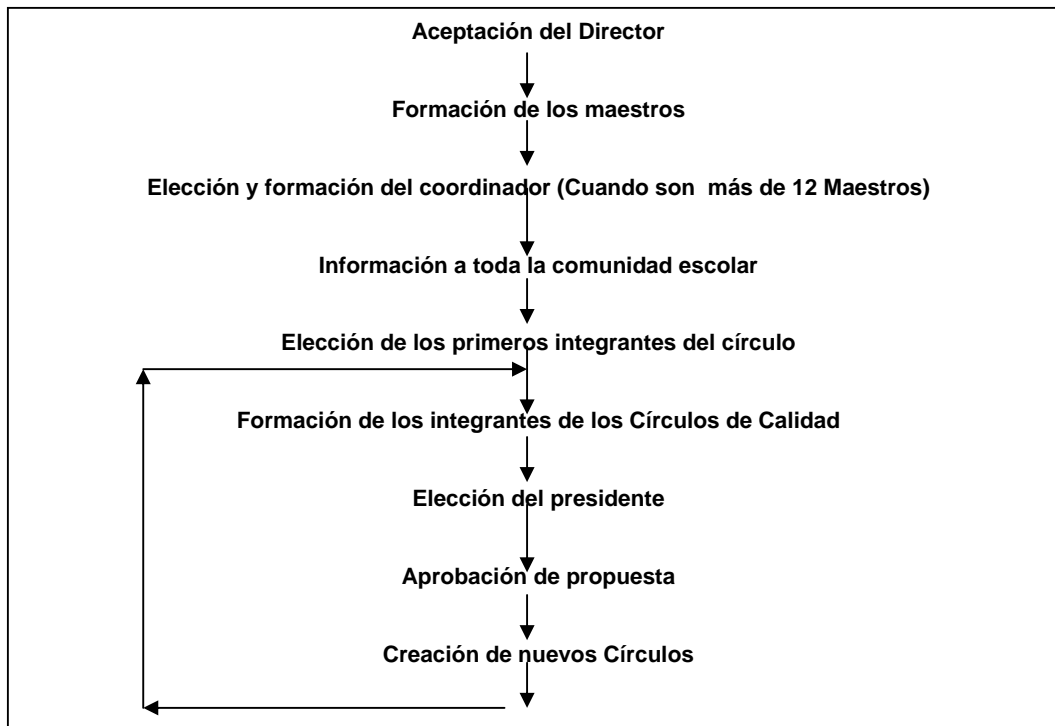 Aceptación del Director
Formación de los maestros
Elección y formación del coordinador (Cuando son más de 12 Maestros)
Información a toda la comunidad escolar
Elección de los primeros integrantes del círculo
Formación de los integrantes de los Círculos de Calidad
Elección del presidente
Aprobación de propuesta
Creación de nuevos Círculos